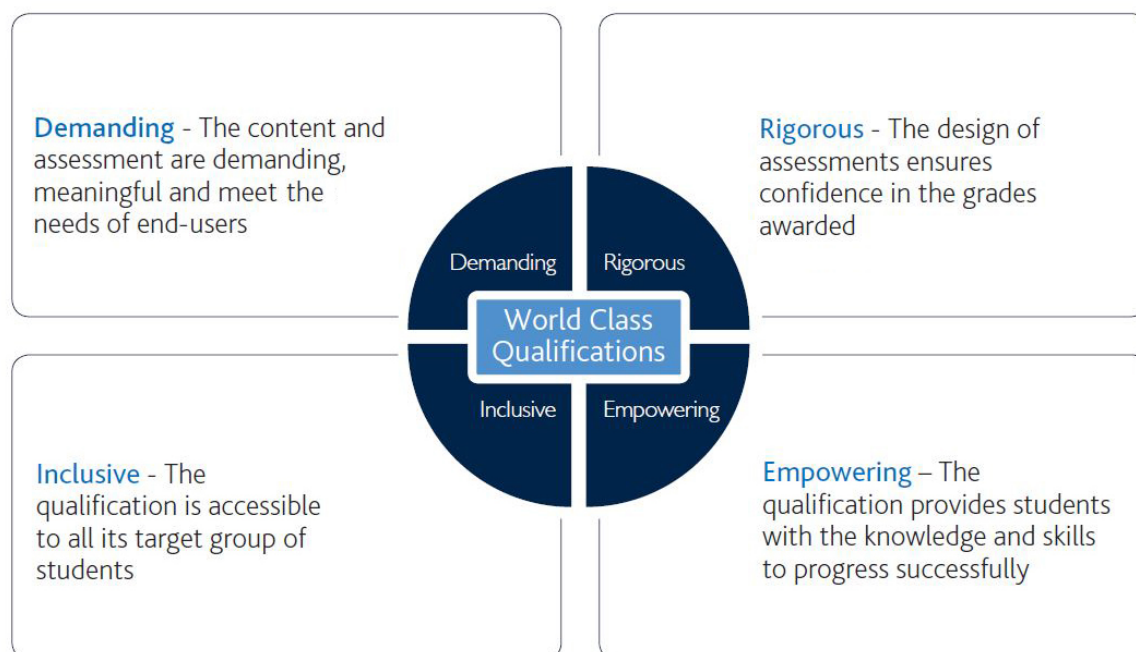 Demanding - The content and
assessment are demanding,
meaningful and meet the
needs of end-users
Rigorous - The design of
assessments ensures
confidence in the grades
awarded
Demanding
Rigorous
World Class
Qualifications
Inclusive
Empowering
Inclusive - The
qualification is accessible
to all its target group of
students
Empowering – The
qualification provides students
with the knowledge and skills
to progress successfully